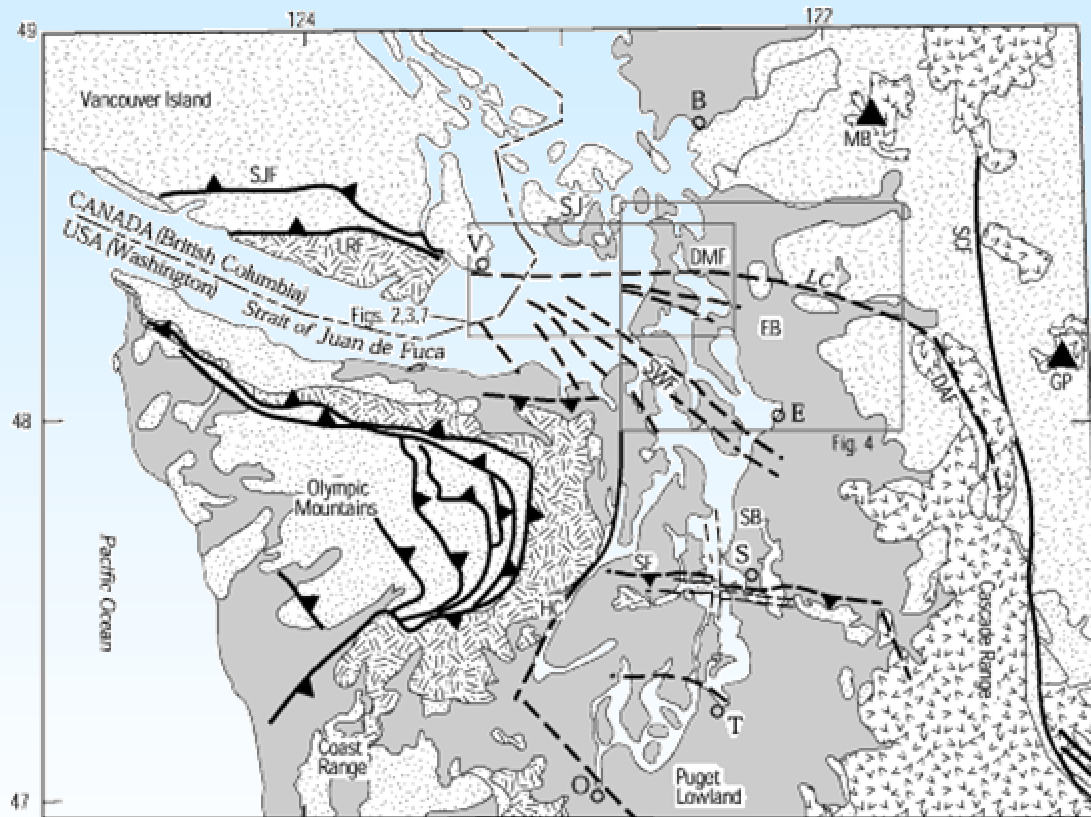 124
122
49
Vancouver Island
B
MB
SJF
SJ
CANADA (British Columbia)
USA (Washington)
LRF
V
DMF
LC
SCF
Figs. 2,3,7
Strait of Juan de Fuca
EB
SWF
DAF
GP
E
48
Fig. 4
Olympic
Mountains
SB
S
SF
Pacific Ocean
HC
Cascade Range
T
Coast
Range
O
Puget
Lowland
47